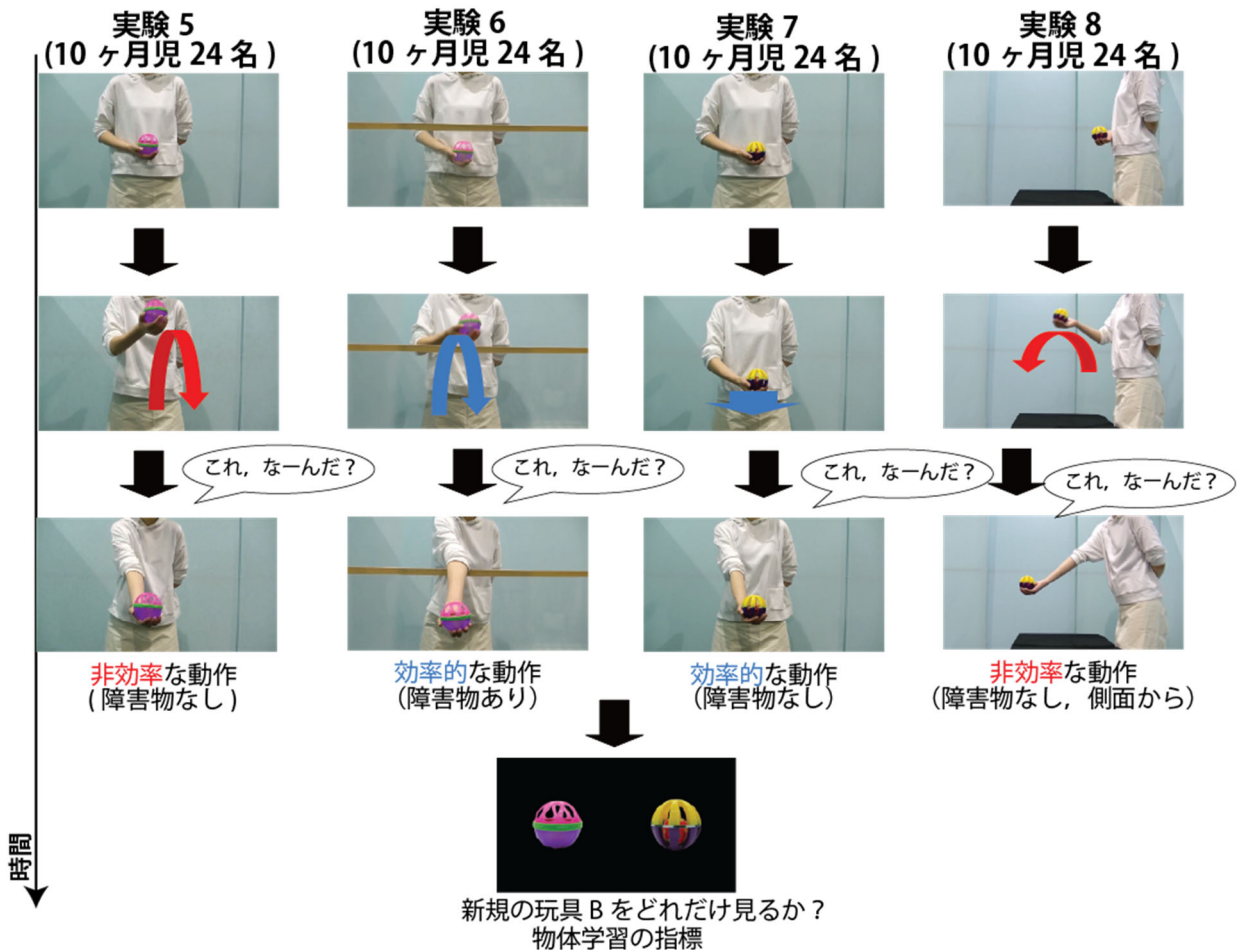 実験 5
(10 ヶ月児 24 名 )
実験 6
(10 ヶ月児 24 名 )
実験 7
(10 ヶ月児 24 名 )
実験 8
(10 ヶ月児 24 名 )
これ，なーんだ？
これ，なーんだ？
これ，なーんだ？
これ，なーんだ？
非効率な動作
( 障害物なし )
効率的な動作
（障害物あり）
効率的な動作
（障害物なし）
非効率な動作
（障害物なし，側面から）
時間
新規の玩具 B をどれだけ見るか？
物体学習の指標